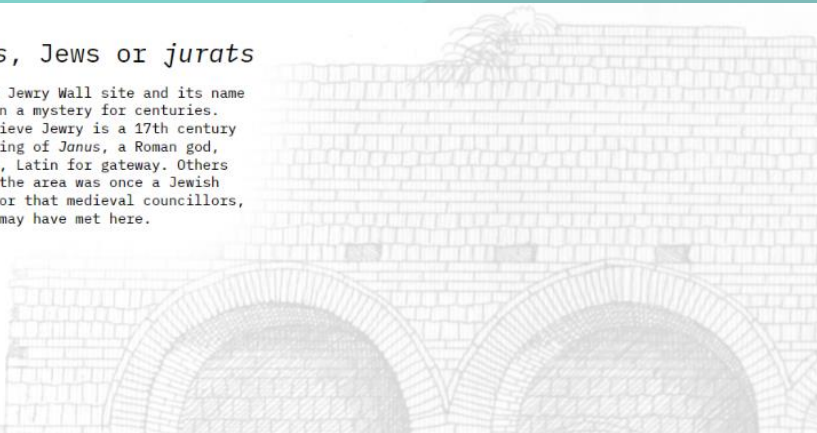 s, Jews or jurats
Jewry Wall site and its name
n a mystery for centuries.
ieve Jewry is a 17th century
ing of Janus, a Roman god,
, Latin for gateway. Others
the area was once a Jewish
or that medieval councillors,
may have met here.